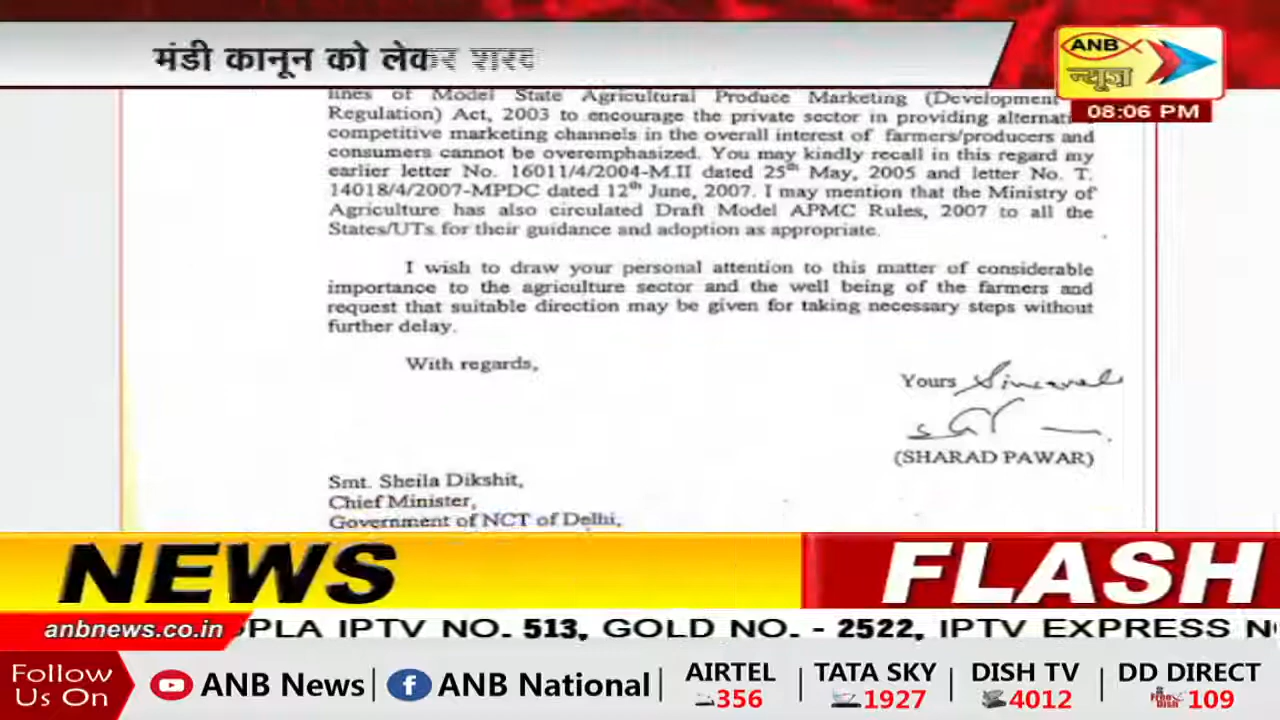 मंडी कानून को लेकर शरद
ANB
न्यूज़
08:06 PM
lines of Model State Agricultural Produce Marketing (Development
Regulation) Act, 2003 to encourage the private sector in providing alternati
competitive marketing channels in the overall interest of farmers/producers and
consumers cannot be overemphasized. You may kindly recall in this regard my
earlier letter No. 16011/4/2004-M.II dated 25th May, 2005 and letter No. T.
14018/4/2007-MPDC dated 12th June, 2007. I may mention that the Ministry of
Agriculture has also circulated Draft Model APMC Rules, 2007 to all the
States/UTs for their guidance and adoption as appropriate.
I wish to draw your personal attention to this matter of considerable
importance to the agriculture sector and the well being of the farmers and
request that suitable direction may be given for taking necessary steps without
further delay.
With regards,
Yours Sincerely
(SHARAD PAWAR)
Smt. Sheila Dikshit,
Chief Minister,
Government of NCT of Delhi,
NEWS FLASH
anbnews.co.in PLA IPTV NO. 513, GOLD NO. - 2522, IPTV EXPRESS N
Follow Us On
ANB News
ANB National
AIRTEL 356
TATA SKY 1927
DISH TV 4012
DD DIRECT 109